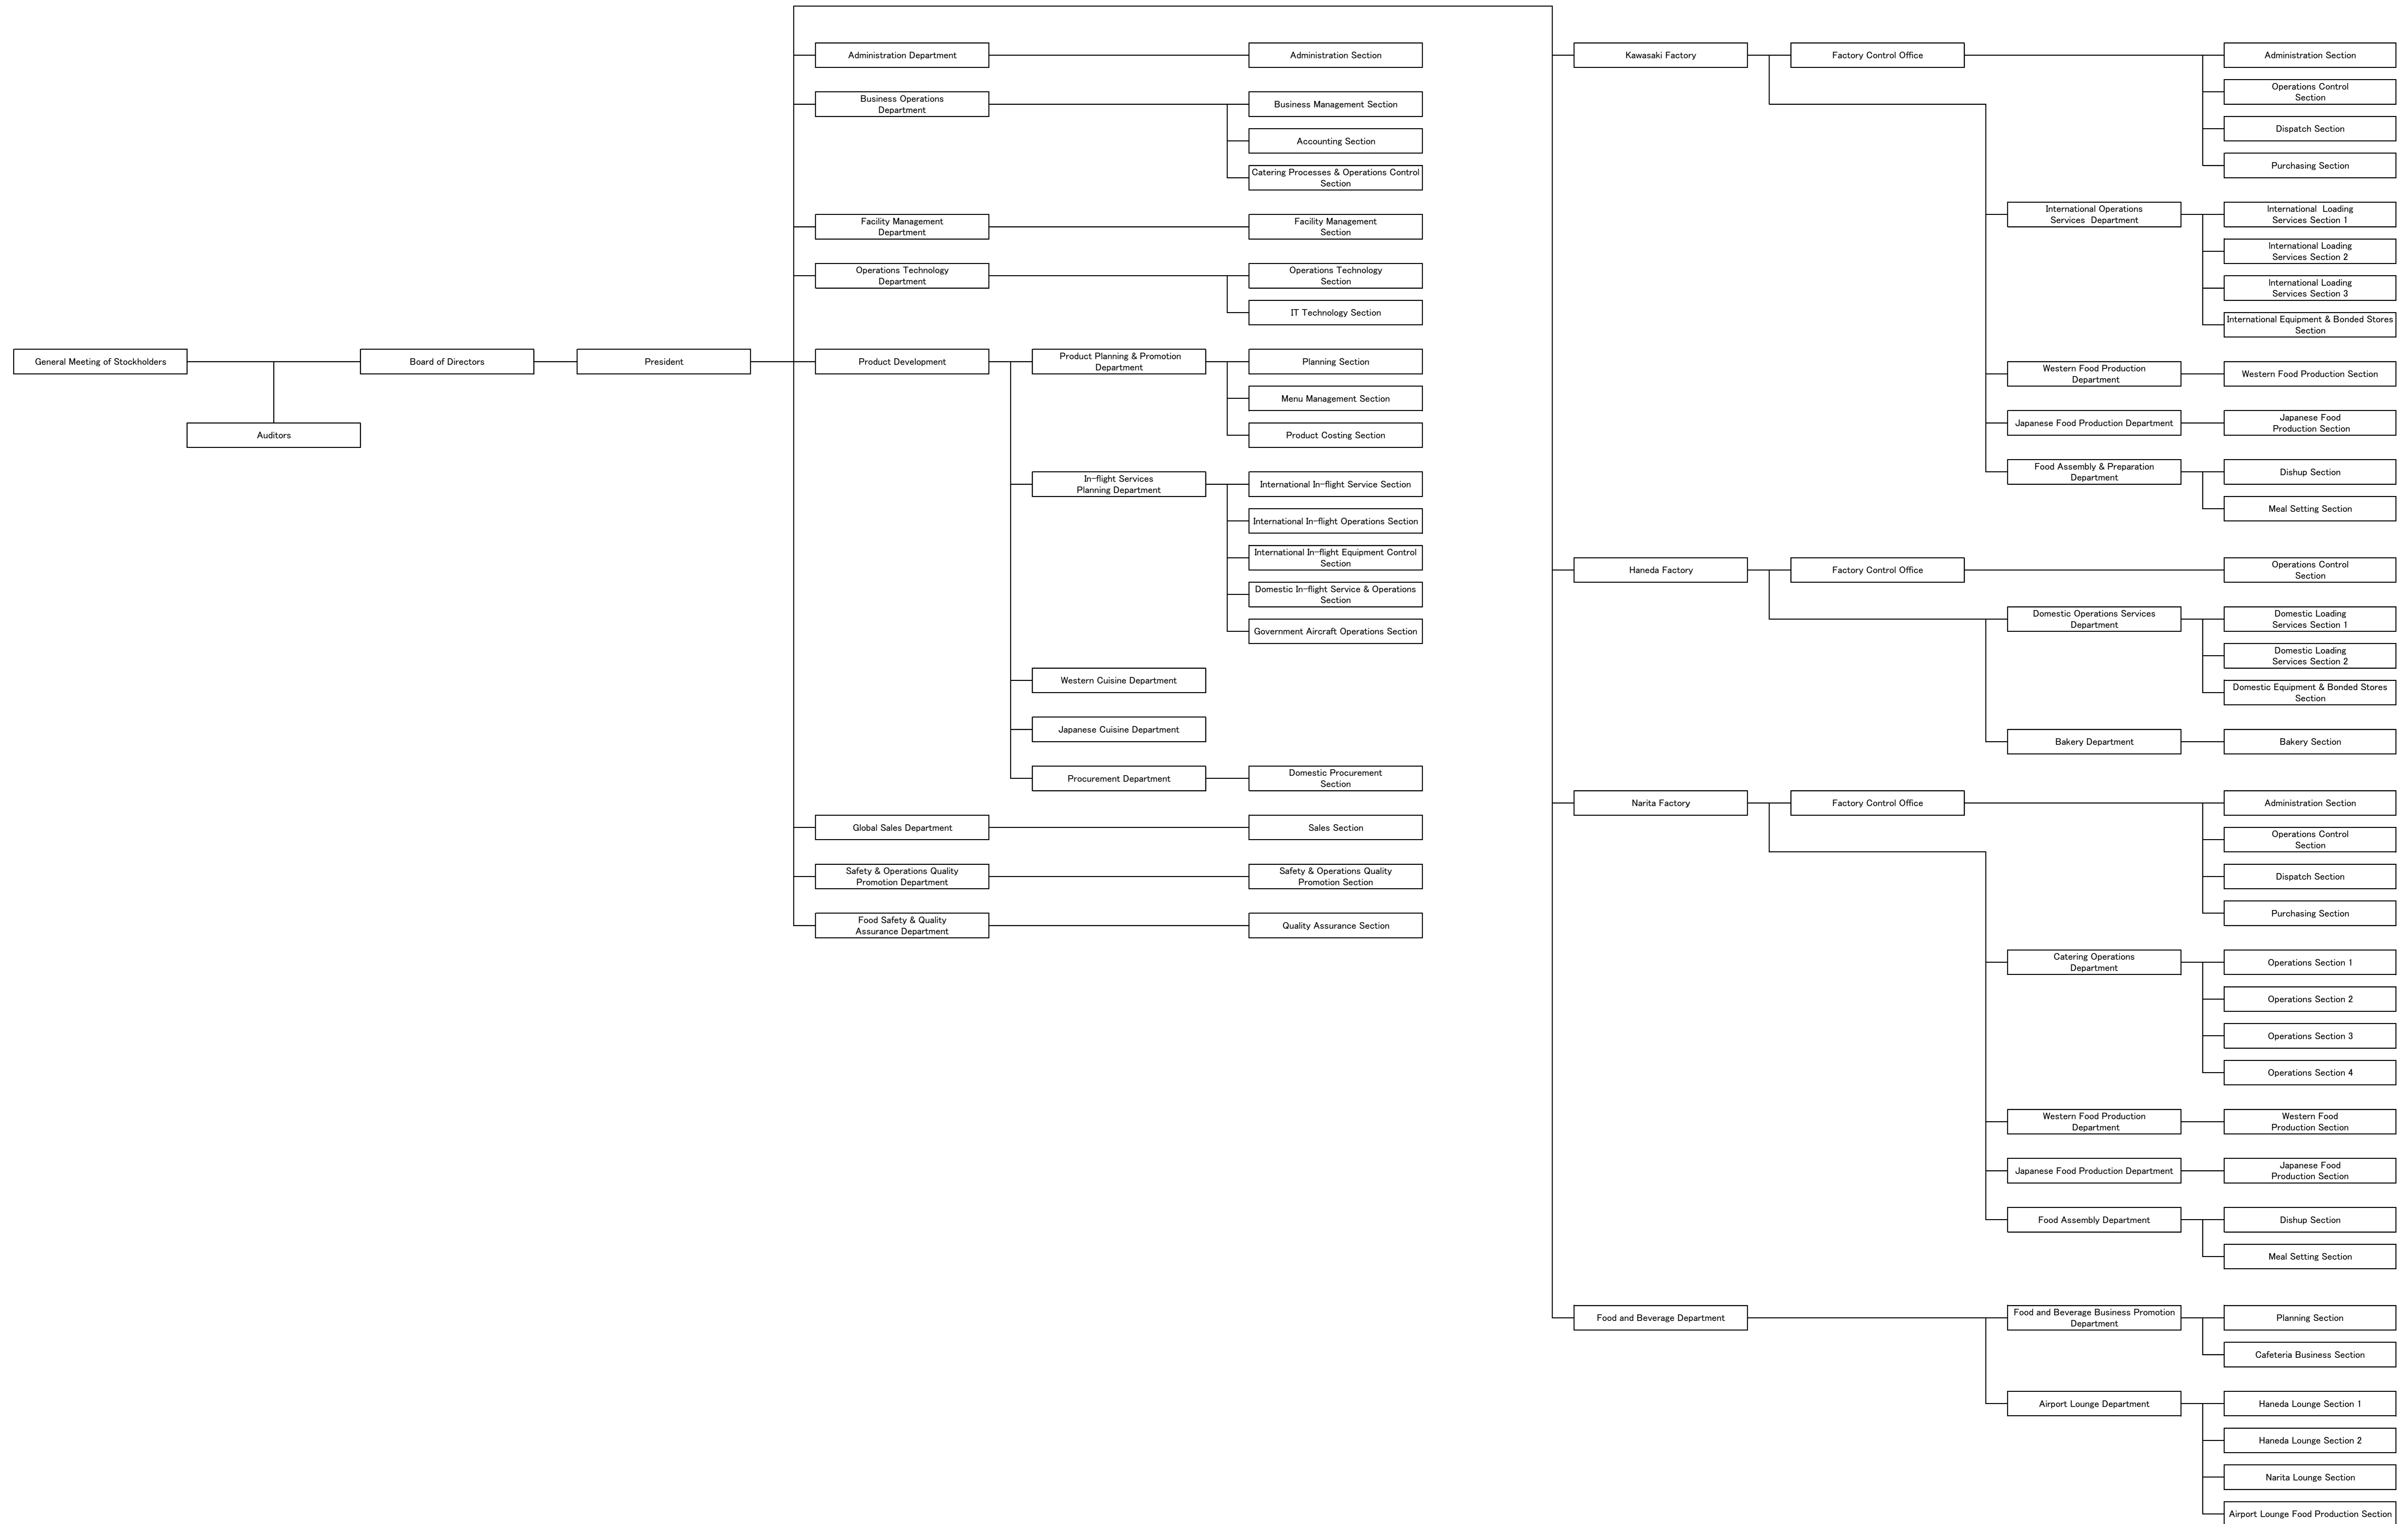 General Meeting of Stockholders
Auditors
Board of Directors
President
Administration Department
Administration Section
Business Operations
Department
Business Management Section
Accounting Section
Catering Processes & Operations Control
Section
Facility Management
Department
Facility Management
Section
Operations Technology
Department
Operations Technology
Section
IT Technology Section
Product Development
Product Planning & Promotion
Department
Planning Section
Menu Management Section
Product Costing Section
In-flight Services
Planning Department
International In-flight Service Section
International In-flight Operations Section
International In-flight Equipment Control
Section
Domestic In-flight Service & Operations
Section
Government Aircraft Operations Section
Western Cuisine Department
Japanese Cuisine Department
Procurement Department
Domestic Procurement
Section
Global Sales Department
Sales Section
Safety & Operations Quality
Promotion Department
Safety & Operations Quality
Promotion Section
Food Safety & Quality
Assurance Department
Quality Assurance Section
Kawasaki Factory
Factory Control Office
Administration Section
Operations Control
Section
Dispatch Section
Purchasing Section
International Operations
Services Department
International Loading
Services Section 1
International Loading
Services Section 2
International Loading
Services Section 3
International Equipment & Bonded Stores
Section
Western Food Production
Department
Western Food Production Section
Japanese Food Production Department
Japanese Food
Production Section
Food Assembly & Preparation
Department
Dishup Section
Meal Setting Section
Haneda Factory
Factory Control Office
Operations Control
Section
Domestic Operations Services
Department
Domestic Loading
Services Section 1
Domestic Loading
Services Section 2
Domestic Equipment & Bonded Stores
Section
Bakery Department
Bakery Section
Narita Factory
Factory Control Office
Administration Section
Operations Control
Section
Dispatch Section
Purchasing Section
Catering Operations
Department
Operations Section 1
Operations Section 2
Operations Section 3
Operations Section 4
Western Food Production
Department
Western Food
Production Section
Japanese Food Production Department
Japanese Food
Production Section
Food Assembly Department
Dishup Section
Meal Setting Section
Food and Beverage Department
Food and Beverage Business Promotion
Department
Planning Section
Cafeteria Business Section
Airport Lounge Department
Haneda Lounge Section 1
Haneda Lounge Section 2
Narita Lounge Section
Airport Lounge Food Production Section